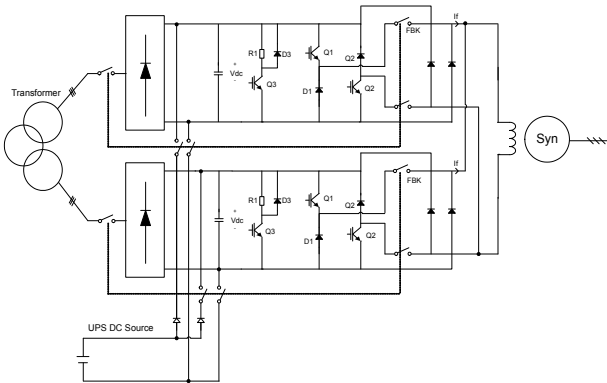 If
FBK
R1
D3
Q1
Q2
Transformer
+
Vdc
-
Q3
D1
Q2
Syn
If
FBK
R1
D3
Q1
Q2
+
Vdc
-
Q3
D1
Q2
UPS DC Source